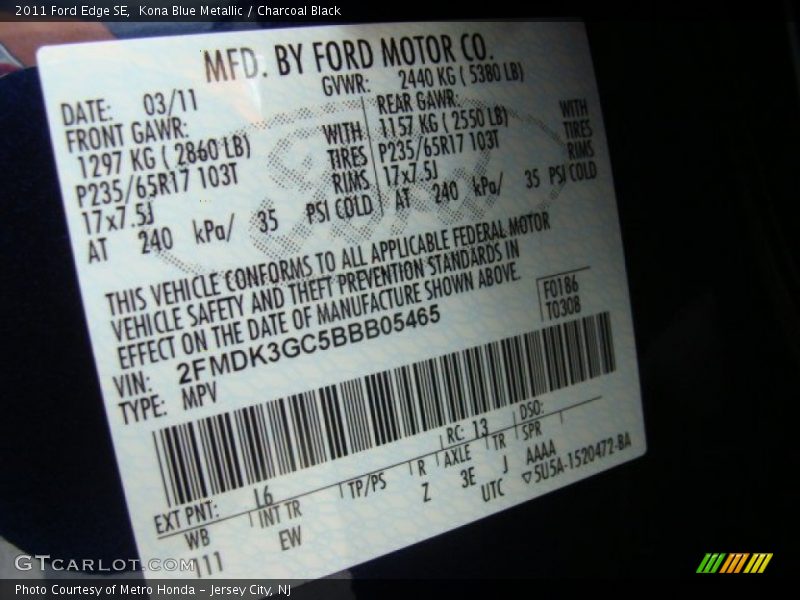 2011 Ford Edge SE, Kona Blue Metallic / Charcoal Black
MFD. BY FORD MOTOR CO.
DATE: 03/11 GVWR: 2440 KG ( 5380 LB)
FRONT GAWR: REAR GAWR:
1297 KG ( 2860 LB) WITH 1157 KG ( 2550 LB) WITH
P235/65R17 103T TIRES P235/65R17 103T TIRES
17x7.5J RIMS 17x7.5J RIMS
AT 240 kPa/ 35 PSI COLD AT 240 kPa/ 35 PSI COLD
THIS VEHICLE CONFORMS TO ALL APPLICABLE FEDERAL MOTOR
VEHICLE SAFETY AND THEFT PREVENTION STANDARDS IN
EFFECT ON THE DATE OF MANUFACTURE SHOWN ABOVE.
VIN: 2FMDK3GC5BBB05465
F0186
T0308
TYPE: MPV
EXT PNT: L6 RC: 13 DSO:
WB INT TR TP/PS R AXLE TR SPR
111 EW Z 3E J AAAA
UTC ▽5U5A-1520472-BA
Ford
GTCARLOT.COM
Photo Courtesy of Metro Honda - Jersey City, NJ